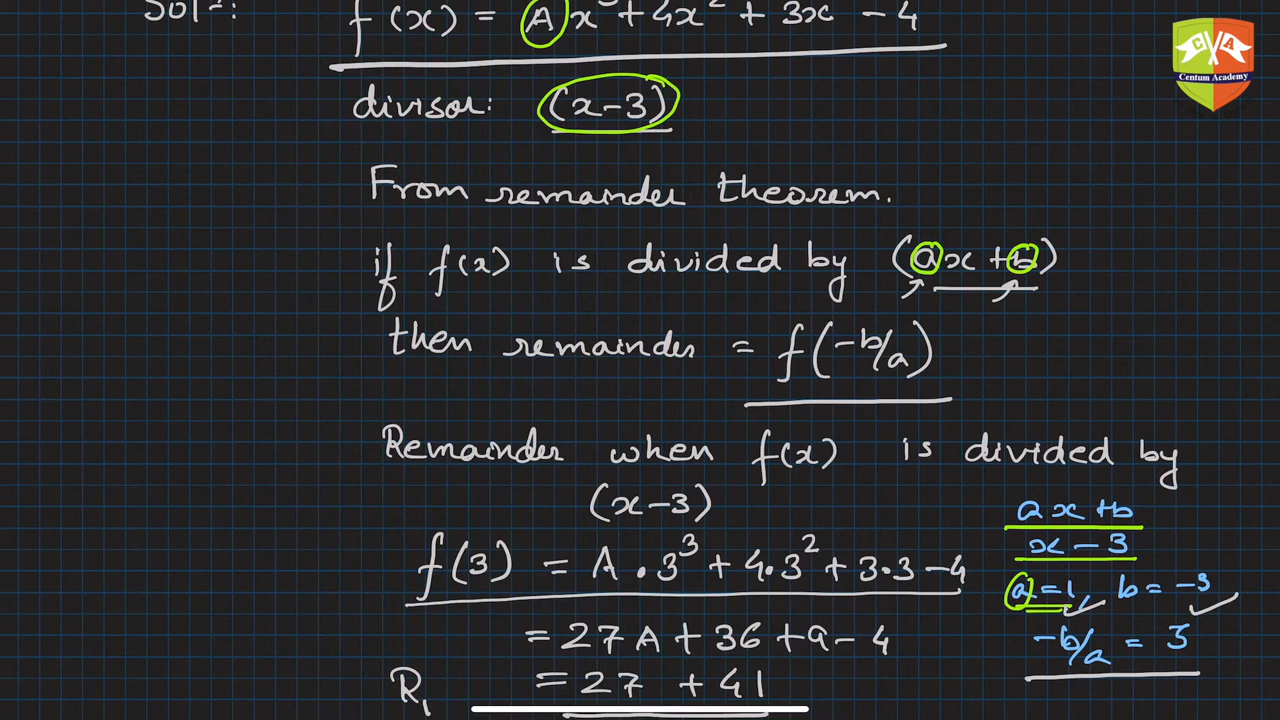 Solⁿ:
f(x) = Ax³ + 4x² + 3x - 4
C A
Centum Academy
divisor: (x-3)
From remainder theorem.
if f(x) is divided by (ax+b)
then remainder = f(-b/a)
Remainder when f(x) is divided by
(x-3)
ax+b
x-3
f(3) = A·3³ + 4·3² + 3·3 - 4
a=1, b=-3
= 27A + 36 + 9 - 4
-b/a = 3
R₁ = 27 + 41